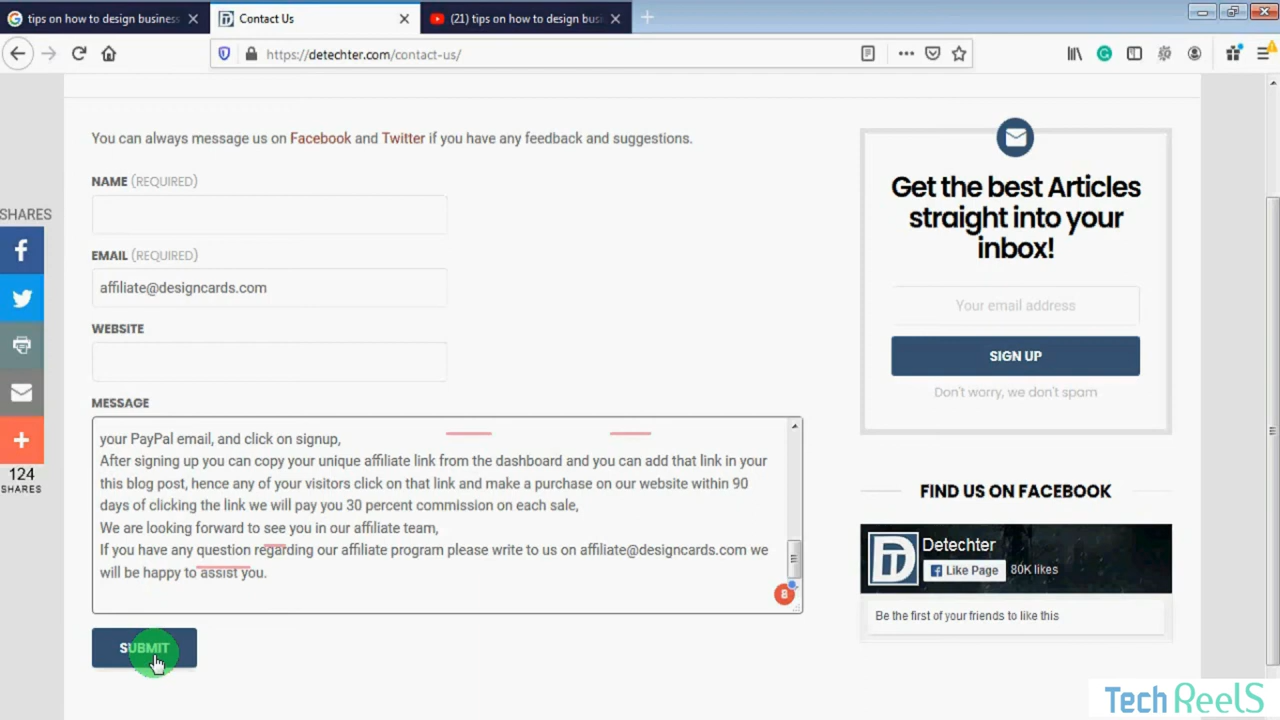 tips on how to design business
Contact Us
(21) tips on how to design busi
https://detechter.com/contact-us/
You can always message us on Facebook and Twitter if you have any feedback and suggestions.
NAME (REQUIRED)
SHARES
EMAIL (REQUIRED)
affiliate@designcards.com
WEBSITE
MESSAGE
your PayPal email, and click on signup,
After signing up you can copy your unique affiliate link from the dashboard and you can add that link in your
this blog post, hence any of your visitors click on that link and make a purchase on our website within 90
days of clicking the link we will pay you 30 percent commission on each sale,
We are looking forward to see you in our affiliate team,
If you have any question regarding our affiliate program please write to us on affiliate@designcards.com we
will be happy to assist you.
8
124
SHARES
SUBMIT
Get the best Articles
straight into your
inbox!
Your email address
SIGN UP
Don't worry, we don't spam
FIND US ON FACEBOOK
Detechter
Like Page
80K likes
Be the first of your friends to like this
Tech ReelS